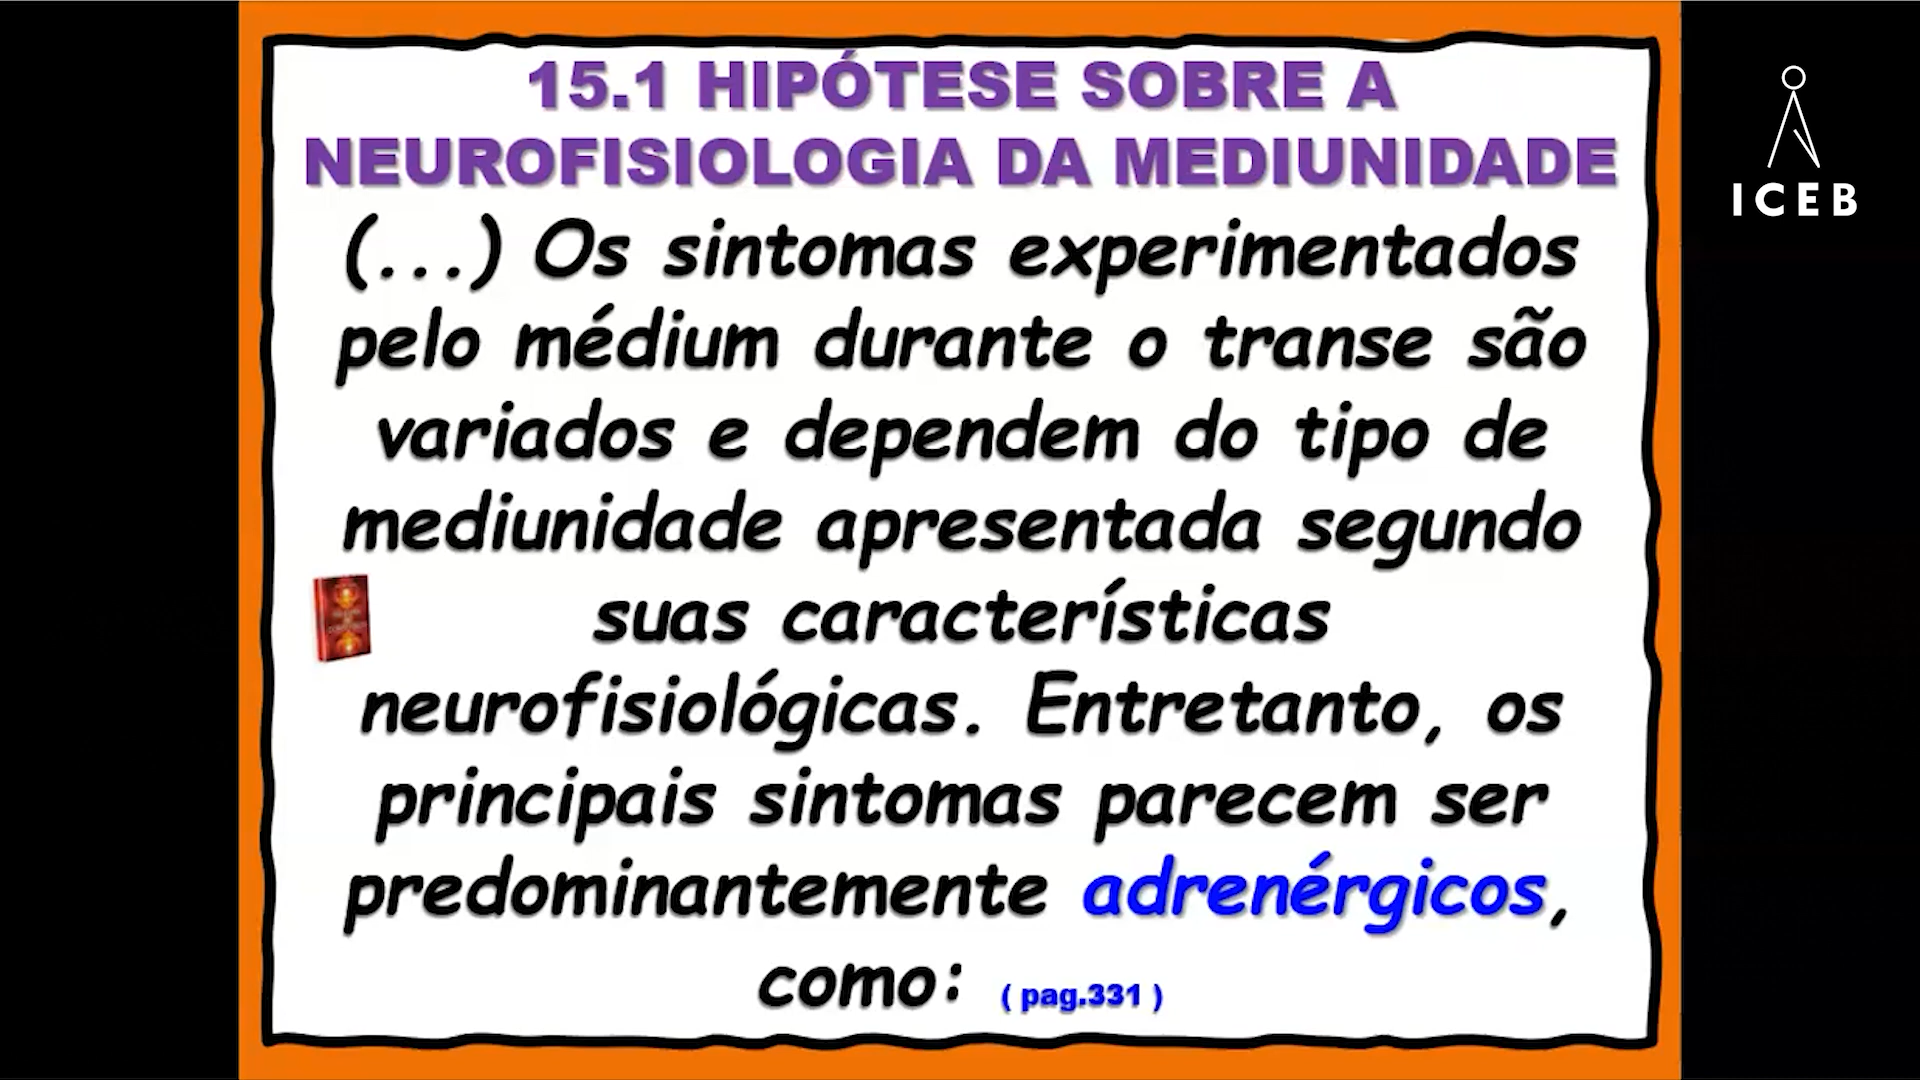 15.1 HIPÓTESE SOBRE A
NEUROFISIOLOGIA DA MEDIUNIDADE
(...) Os sintomas experimentados
pelo médium durante o transe são
variados e dependem do tipo de
mediunidade apresentada segundo
suas características
neurofisiológicas. Entretanto, os
principais sintomas parecem ser
predominantemente adrenérgicos,
como: ( pag.331 )
ICEB